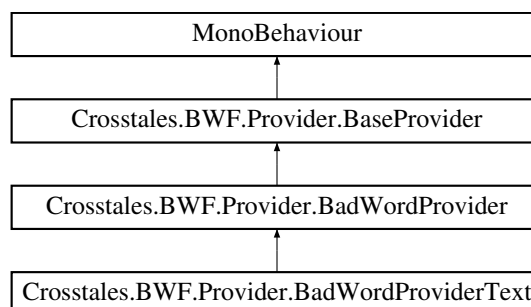 MonoBehaviour
Crosstales.BWF.Provider.BaseProvider
Crosstales.BWF.Provider.BadWordProvider
Crosstales.BWF.Provider.BadWordProviderText